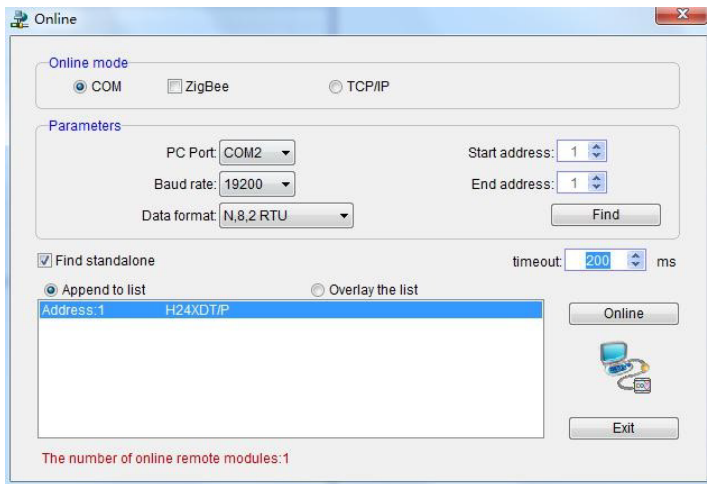 Online
Online mode
COM ZigBee TCP/IP
Parameters
PC Port: COM2 Start address: 1
Baud rate: 19200 End address: 1
Data format: N,8,2 RTU Find
Find standalone timeout: 200 ms
Append to list Overlay the list
Address:1 H24XDT/P
Online
Exit
The number of online remote modules:1